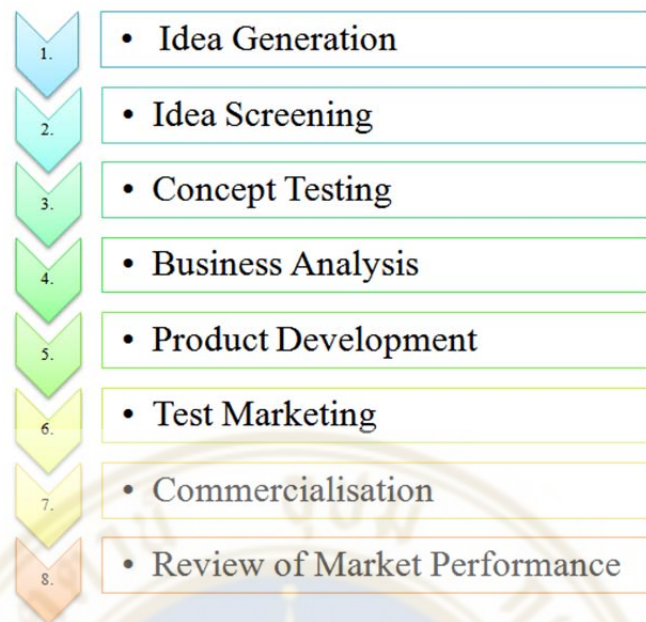 1. • Idea Generation
2. • Idea Screening
3. • Concept Testing
4. • Business Analysis
5. • Product Development
6. • Test Marketing
7. • Commercialisation
8. • Review of Market Performance